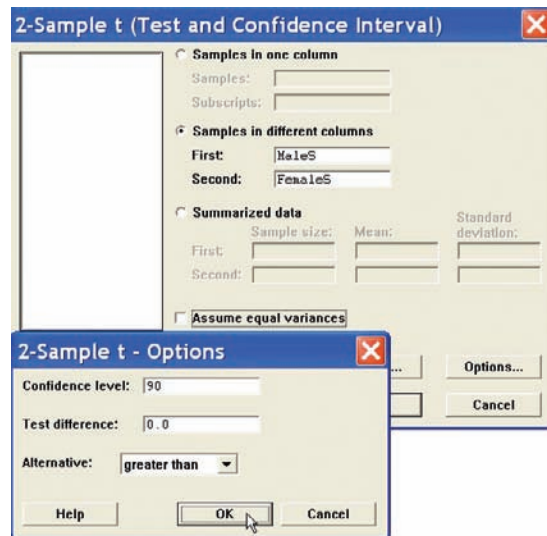 2-Sample t (Test and Confidence Interval)
Samples in one column
Samples:
Subscripts:
Samples in different columns
First: MaleS
Second: FemaleS
Summarized data
Sample size: Mean: Standard deviation:
First:
Second:
Assume equal variances
... Options...
Cancel
2-Sample t - Options
Confidence level: 90
Test difference: 0.0
Alternative: greater than
Help OK Cancel